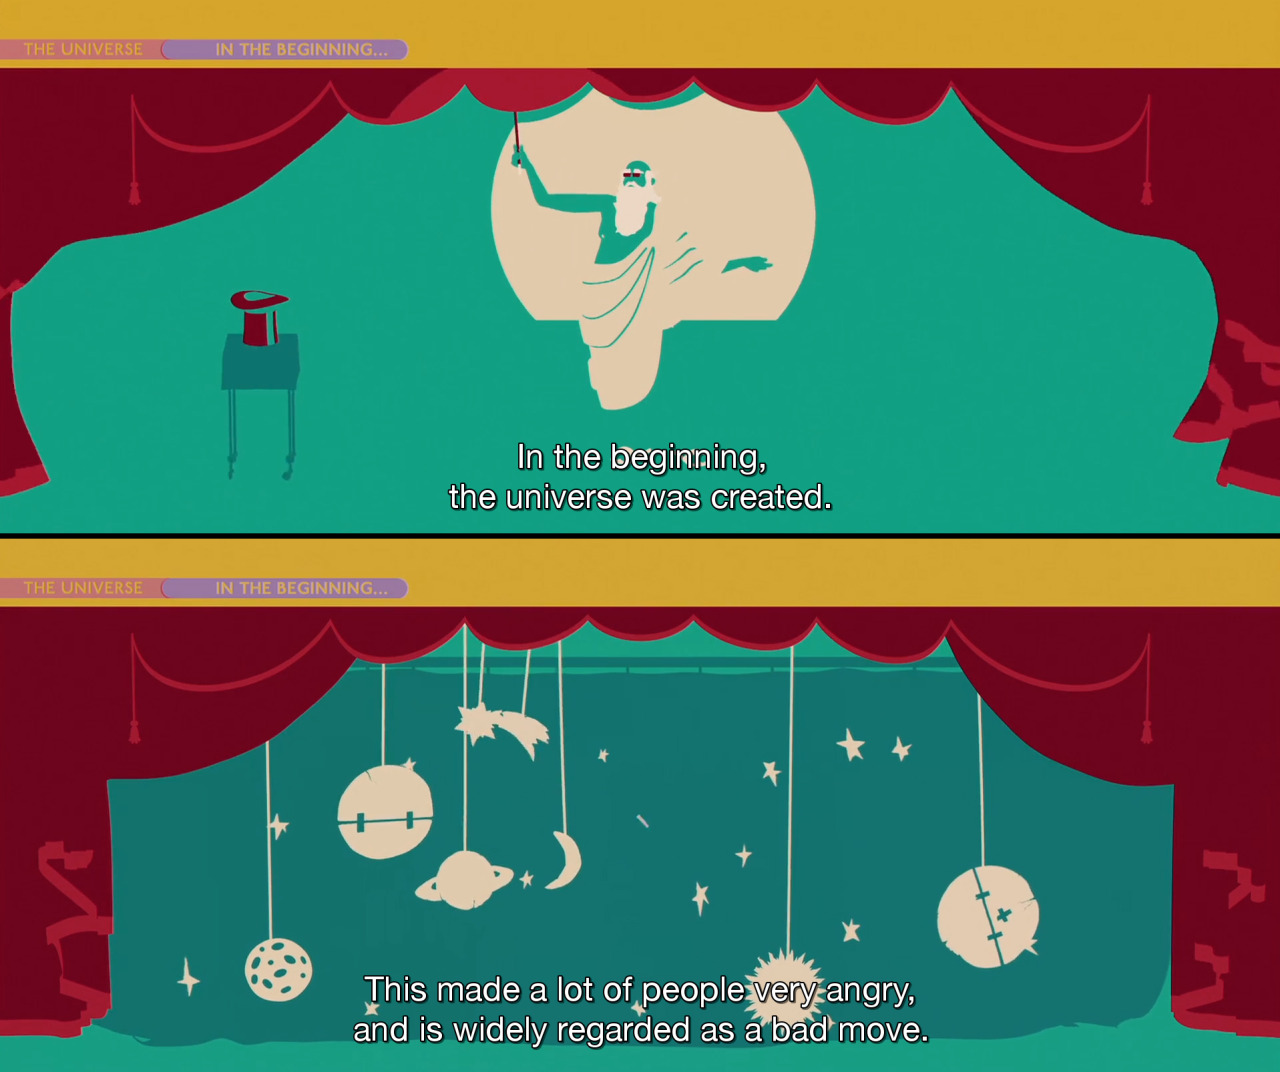 THE UNIVERSE IN THE BEGINNING...
In the beginning,
the universe was created.
THE UNIVERSE IN THE BEGINNING...
This made a lot of people very angry,
and is widely regarded as a bad move.